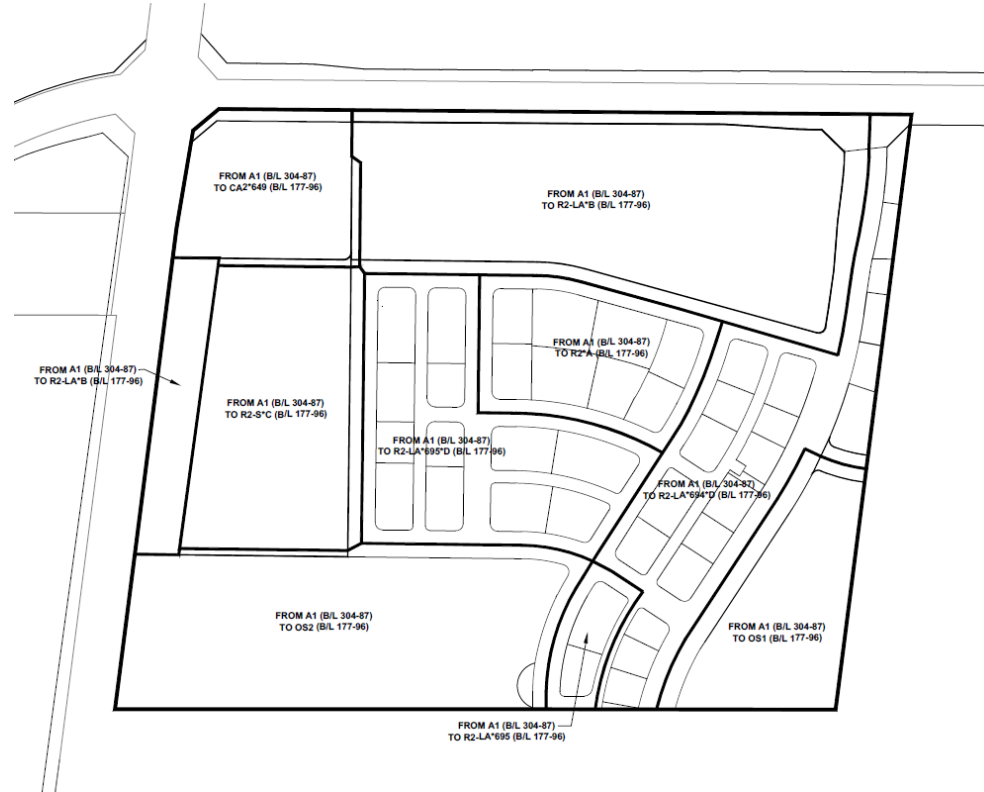 FROM A1 (B/L 304-87)
TO CA2*649 (B/L 177-96)
FROM A1 (B/L 304-87)
TO R2-LA*B (B/L 177-96)
FROM A1 (B/L 304-87)
TO R2*A (B/L 177-96)
FROM A1 (B/L 304-87)
TO R2-LA*B (B/L 177-96)
FROM A1 (B/L 304-87)
TO R2-S*C (B/L 177-96)
FROM A1 (B/L 304-87)
TO R2-LA*695*D (B/L 177-96)
FROM A1 (B/L 304-87)
TO R2-LA*694*D (B/L 177-96)
FROM A1 (B/L 304-87)
TO OS2 (B/L 177-96)
FROM A1 (B/L 304-87)
TO OS1 (B/L 177-96)
FROM A1 (B/L 304-87)
TO R2-LA*695 (B/L 177-96)